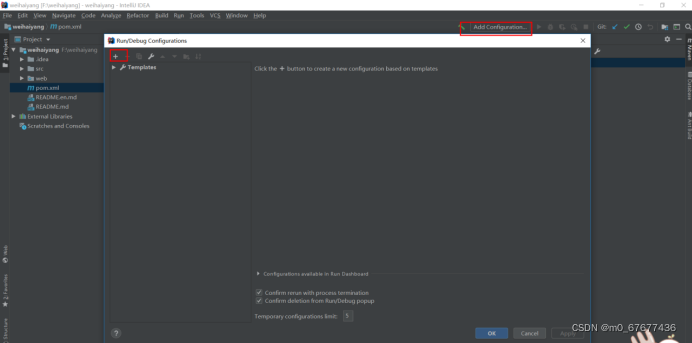 weihaiyang [F:\weihaiyang] - weihaiyang - IntelliJ IDEA
File Edit View Navigate Code Analyze Refactor Build Run Tools VCS Window Help
weihaiyang pom.xml
Add Configuration...
Git:
Project
weihaiyang F:\weihaiyang
.idea
src
web
pom.xml
README.en.md
README.md
External Libraries
Scratches and Consoles
Run/Debug Configurations
Templates
Click the + button to create a new configuration based on templates
Configurations available in Run Dashboard
Confirm rerun with process termination
Confirm deletion from Run/Debug popup
Temporary configurations limit: 5
OK Cancel Apply
1: Project
Web
2: Favorites
Structure
Maven
Database
Ant Build
CSDN @m0_67677436